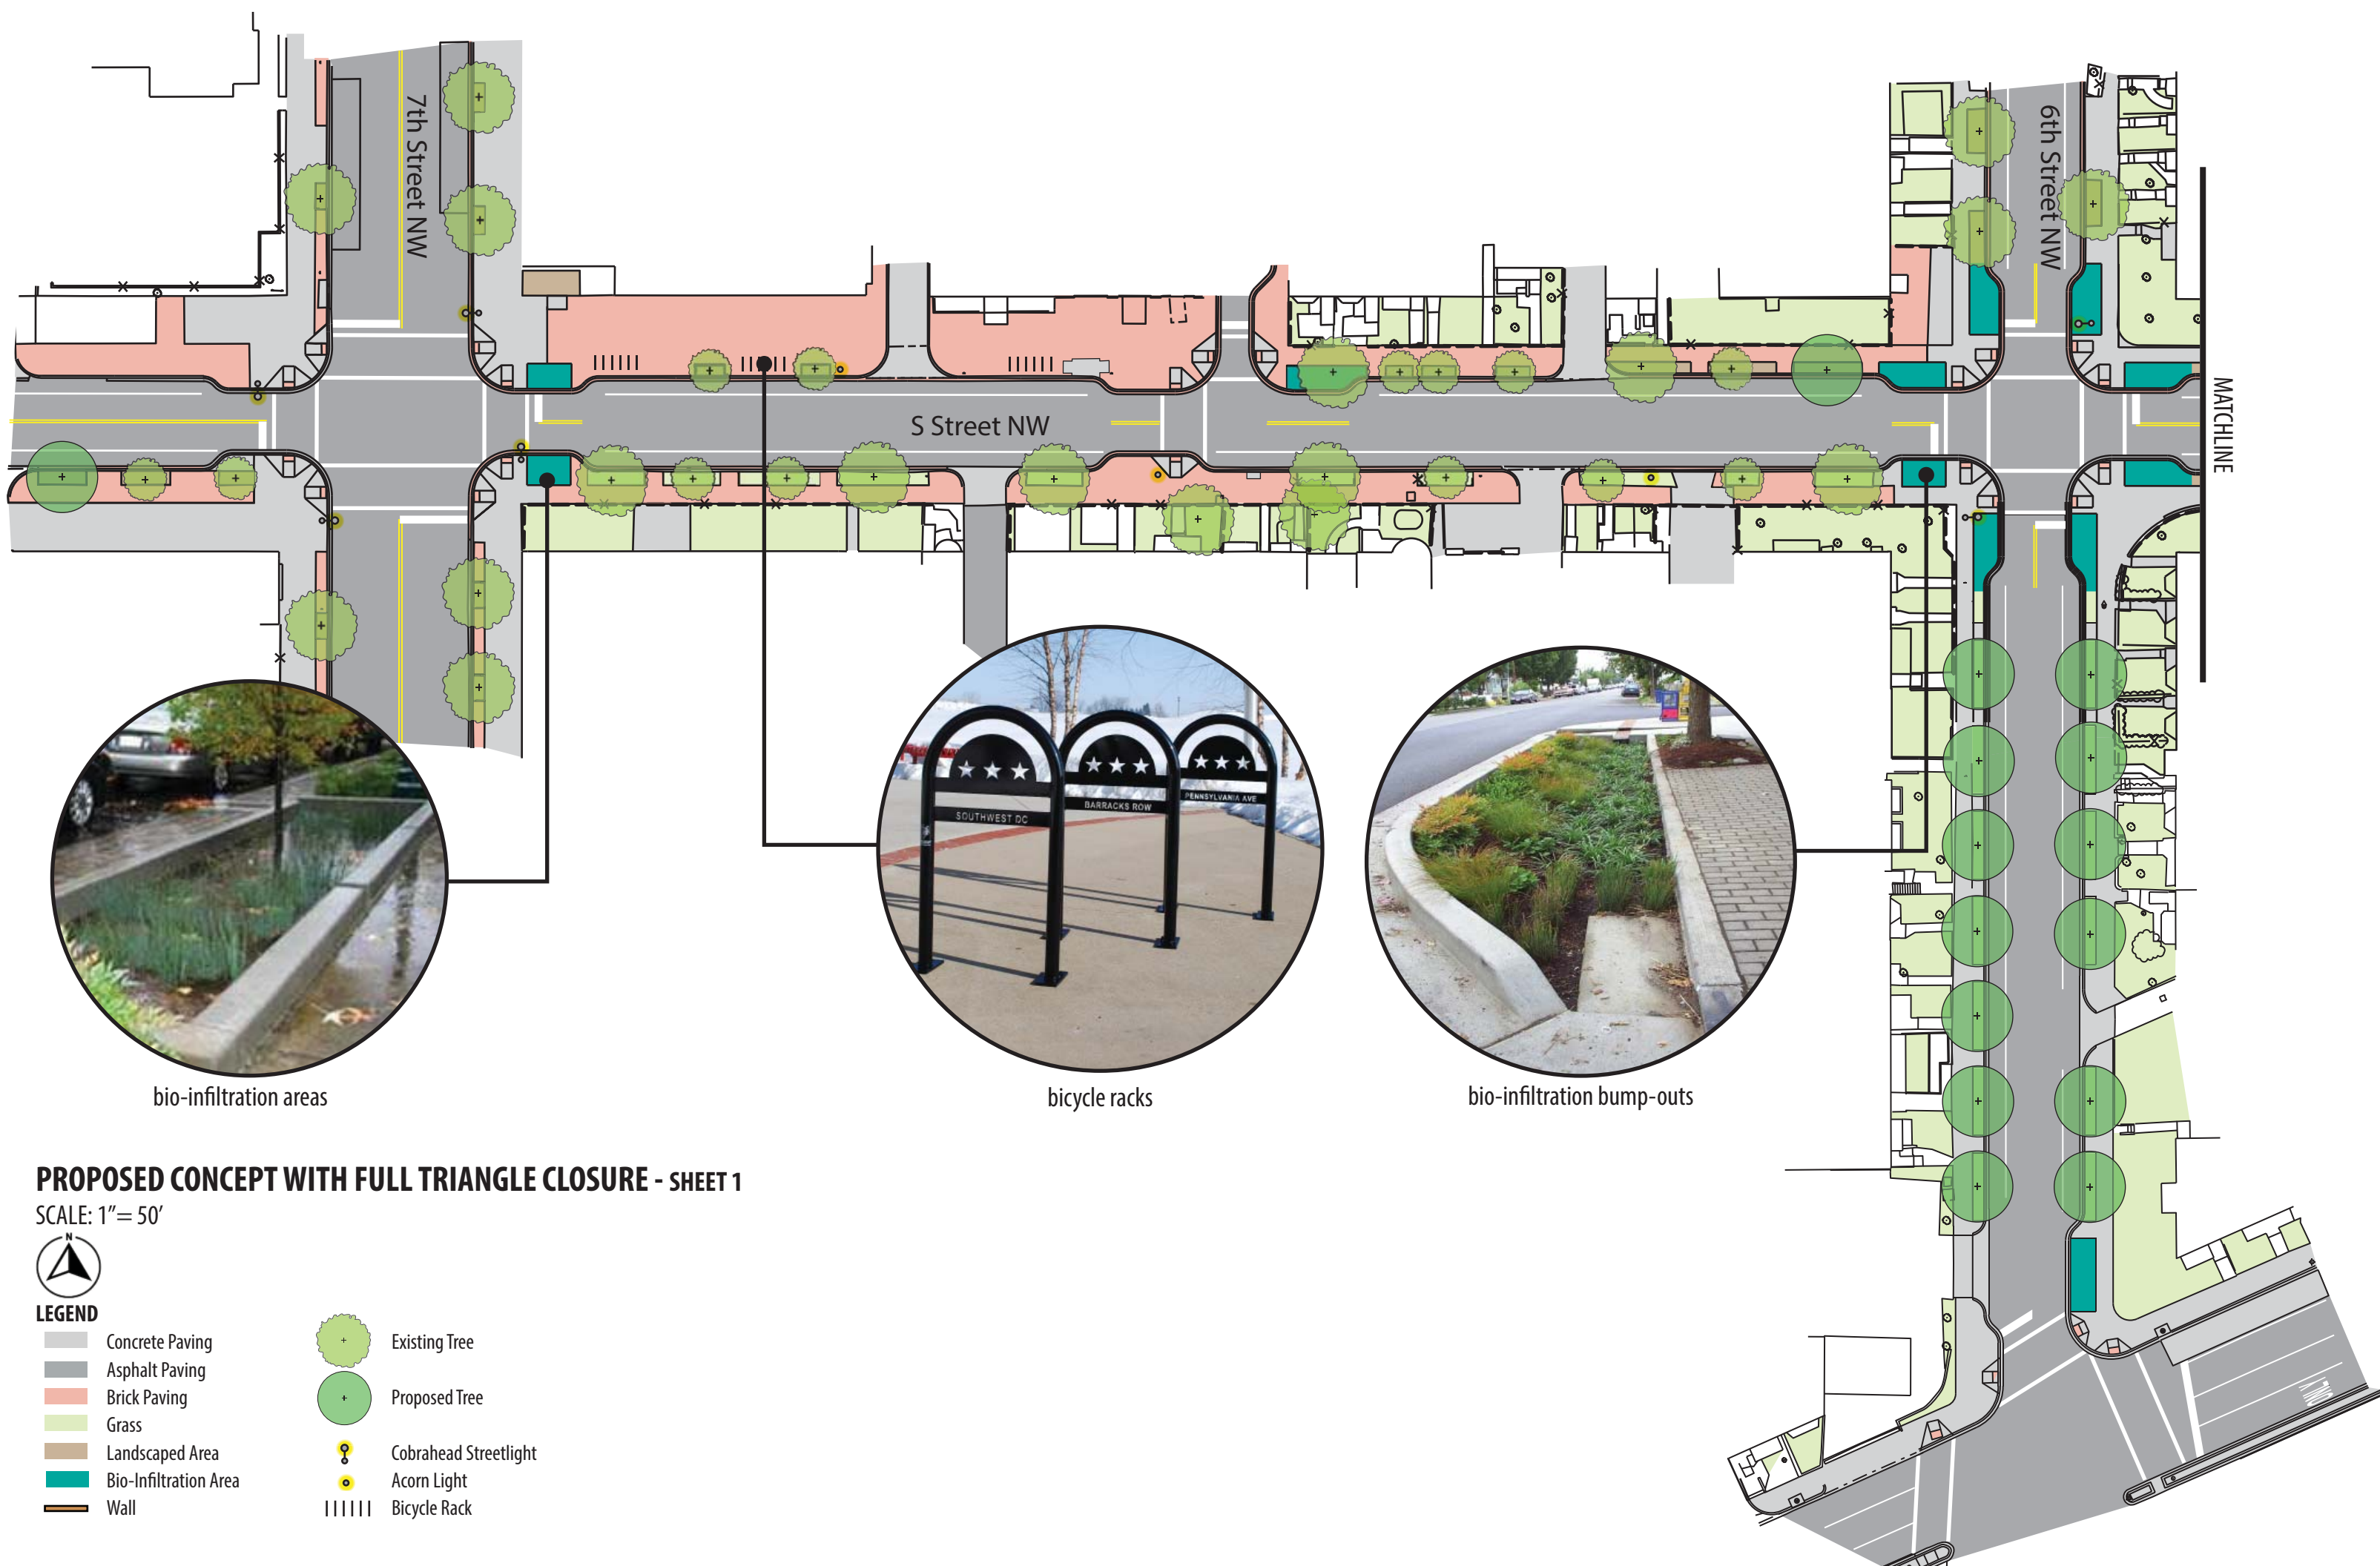 7th Street NW
6th Street NW
S Street NW
MATCHLINE
SOUTHWEST DC
BARRACKS ROW
PENNSYLVANIA AVE
bio-infiltration areas
bicycle racks
bio-infiltration bump-outs
PROPOSED CONCEPT WITH FULL TRIANGLE CLOSURE - SHEET 1
SCALE: 1”= 50’
N
LEGEND
Concrete Paving
Asphalt Paving
Brick Paving
Grass
Landscaped Area
Bio-Infiltration Area
Wall
Existing Tree
Proposed Tree
Cobrahead Streetlight
Acorn Light
Bicycle Rack